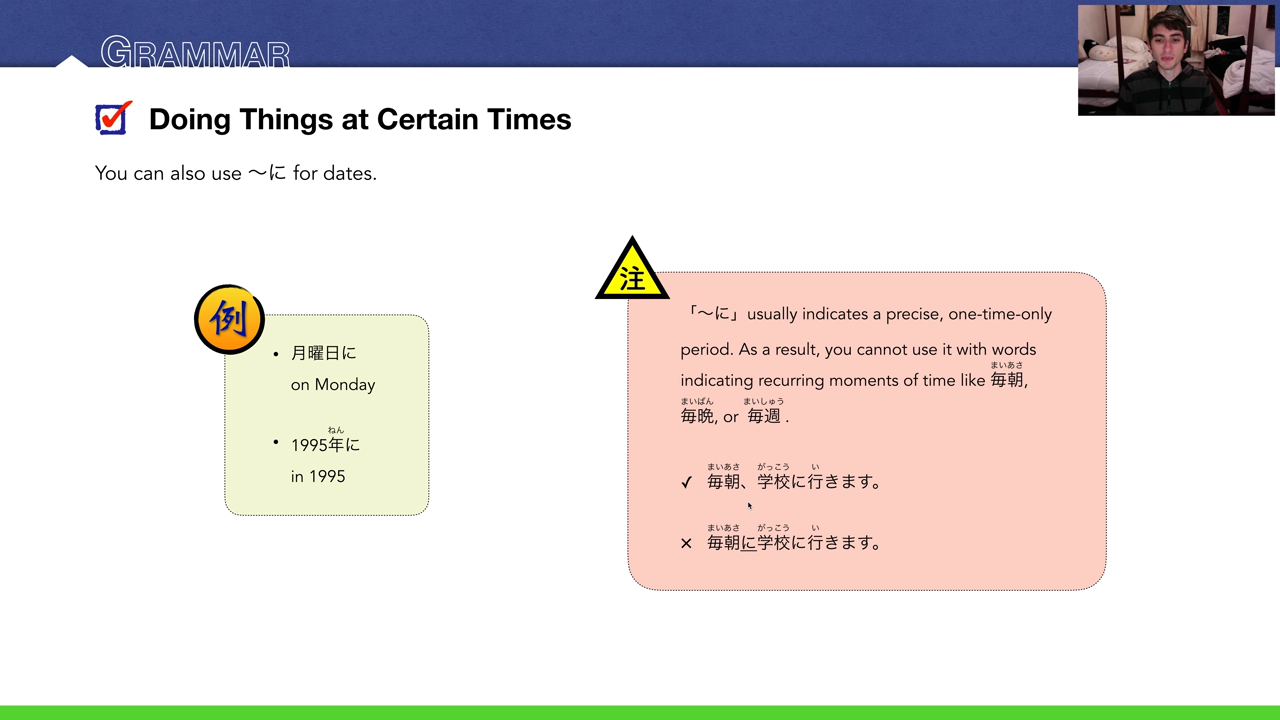 GRAMMAR
Doing Things at Certain Times
You can also use 〜に for dates.
例
• 月曜日に
on Monday
ねん
• 1995年に
in 1995
注
「〜に」usually indicates a precise, one-time-only
period. As a result, you cannot use it with words
まいあさ
indicating recurring moments of time like 毎朝,
まいばん まいしゅう
毎晩, or 毎週 .
まいあさ がっこう い
✓ 毎朝、学校に行きます。
まいあさ がっこう い
× 毎朝に学校に行きます。